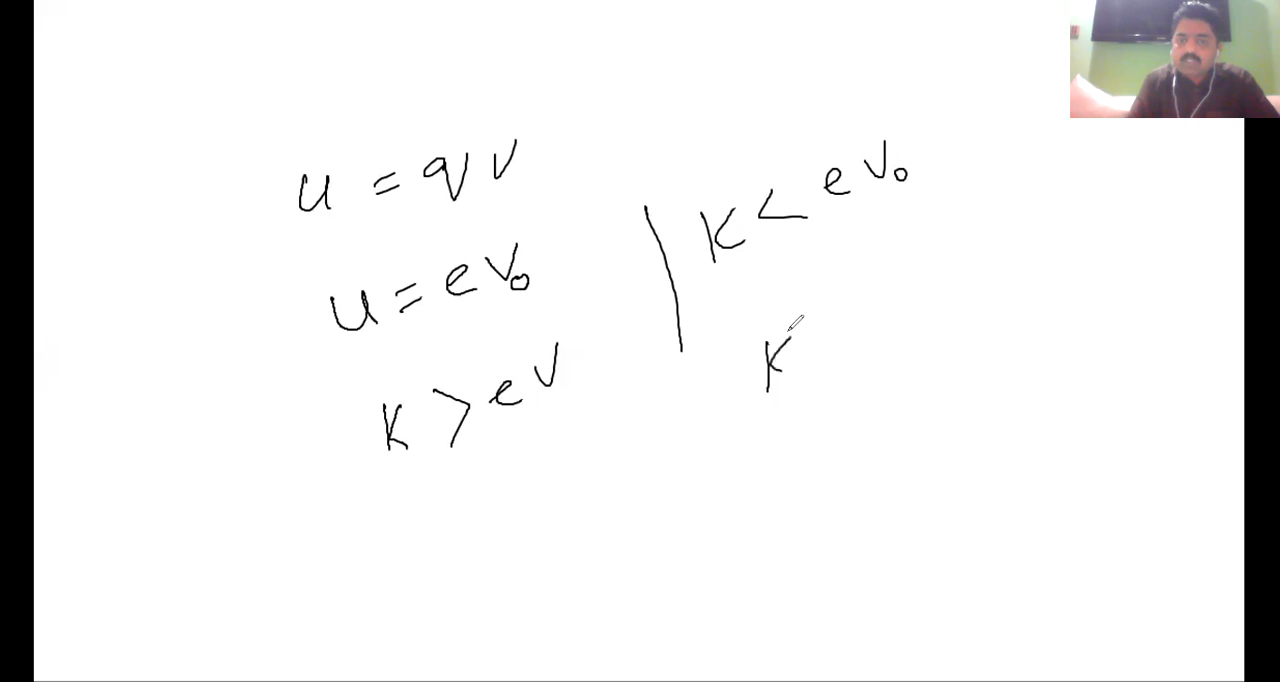 u = qv
u = ev₀
K > ev
K < ev₀
K